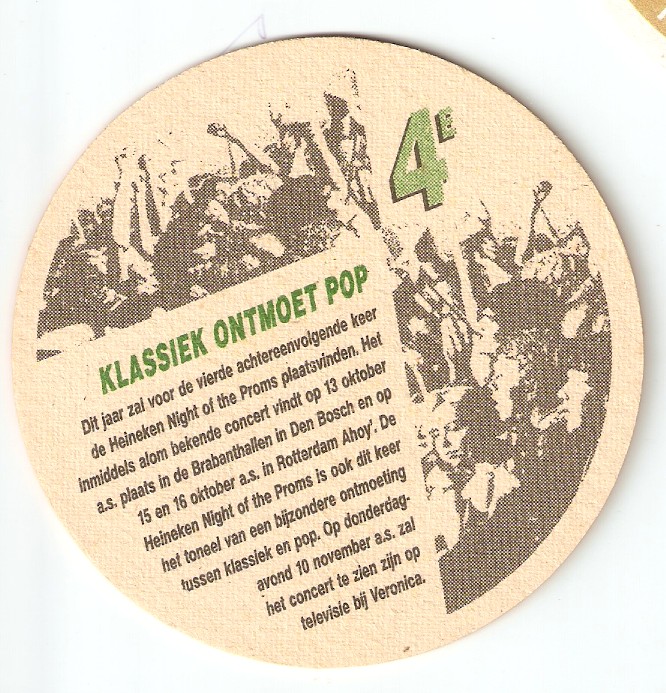 4E
KLASSIEK ONTMOET POP
Dit jaar zal voor de vierde achtereenvolgende keer
de Heineken Night of the Proms plaatsvinden. Het
inmiddels alom bekende concert vindt op 13 oktober
a.s. plaats in de Brabanthallen in Den Bosch en op
15 en 16 oktober a.s. in Rotterdam Ahoy'. De
Heineken Night of the Proms is ook dit keer
het toneel van een bijzondere ontmoeting
tussen klassiek en pop. Op donderdag-
avond 10 november a.s. zal
het concert te zien zijn op
televisie bij Veronica.